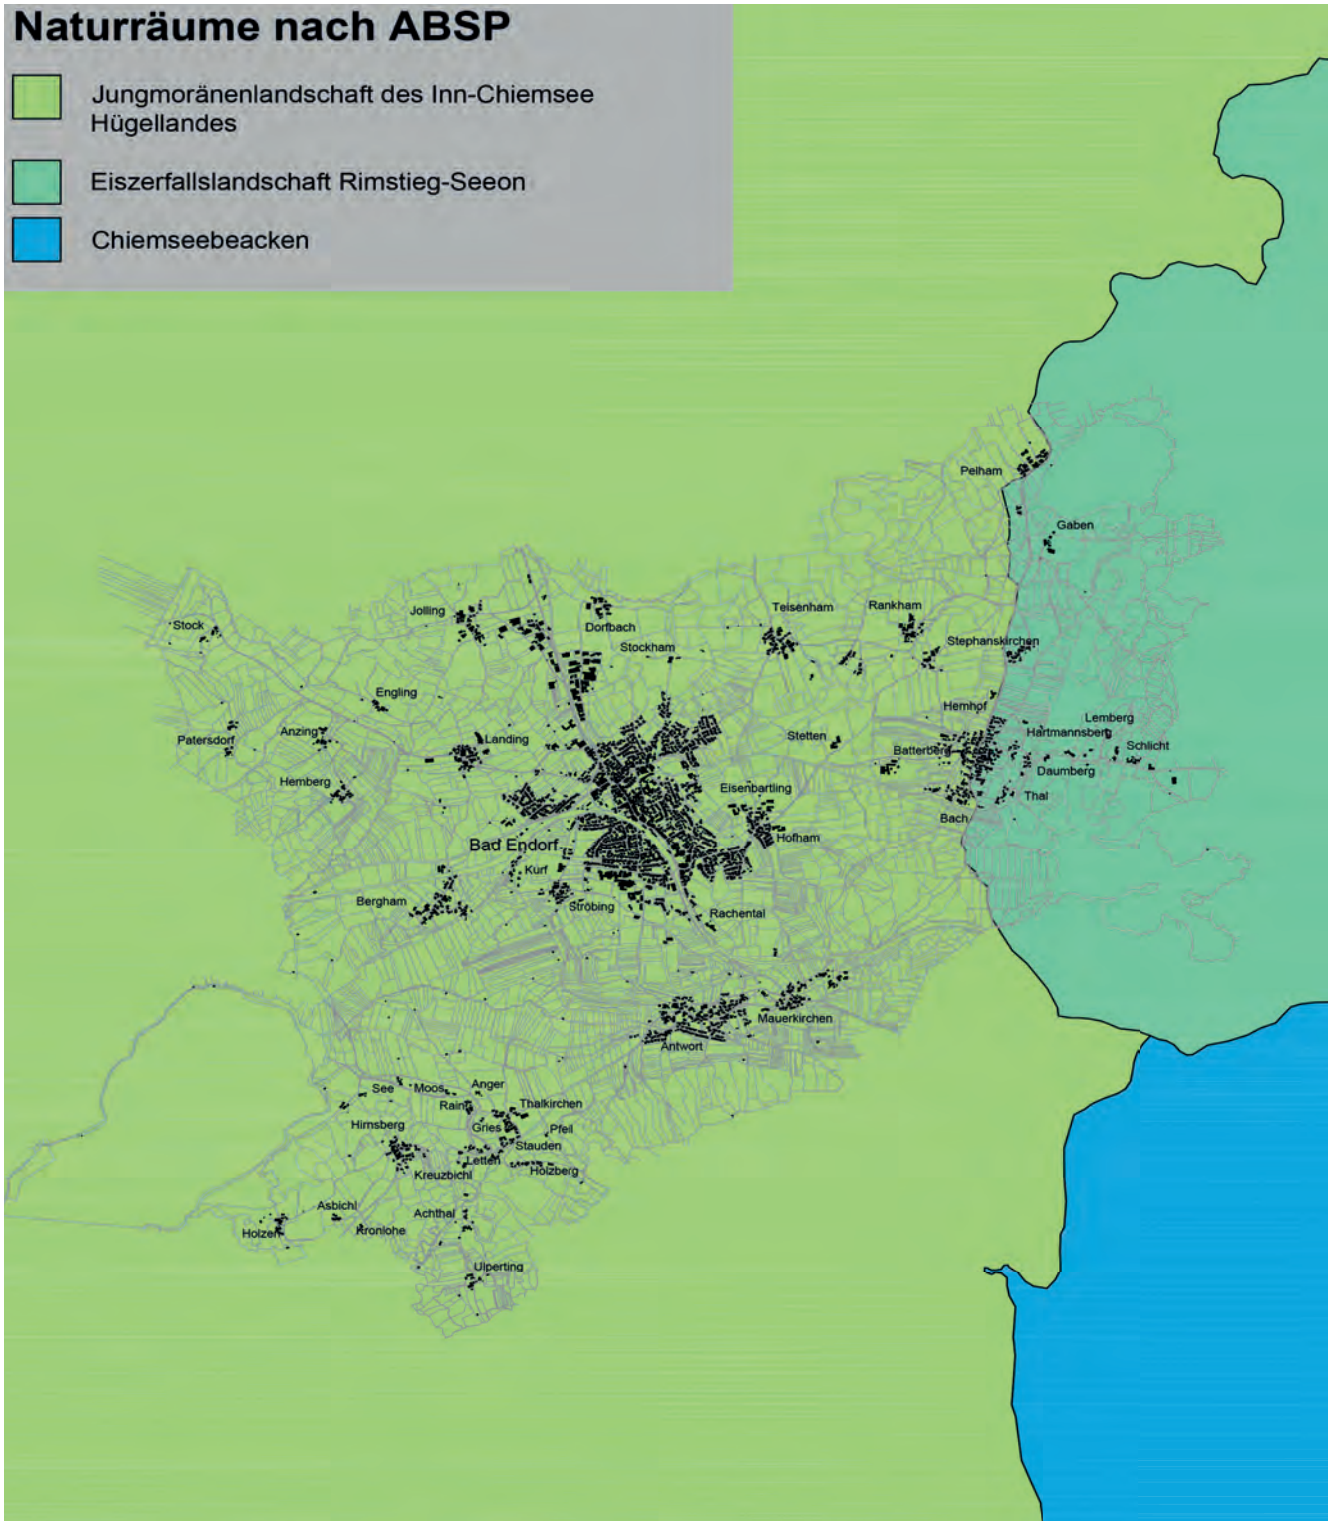 Naturräume nach ABSP
Jungmoränenlandschaft des Inn-Chiemsee
Hügellandes
Eiszerfallslandschaft Rimstieg-Seeon
Chiemseebeacken
Pelham
Gaben
Jolling
Dorfbach
Teisenham
Rankham
Stock
Stockham
Stephanskirchen
Engling
Hemhof
Lemberg
Patersdorf
Anzing
Landing
Stetten
Batterberg
Hartmannsberg
Schlicht
Hemberg
Eisenbartling
Daumberg
Thal
Bach
Bad Endorf
Hofham
Kurf
Bergham
Ströbing
Rachental
Mauerkirchen
Antwort
See
Moos
Anger
Raing
Thalkirchen
Hirnsberg
Gries
Pfeil
Stauden
Letten
Holzberg
Kreuzbichl
Asbichl
Achthal
Holzen
Kronlohe
Ulperting